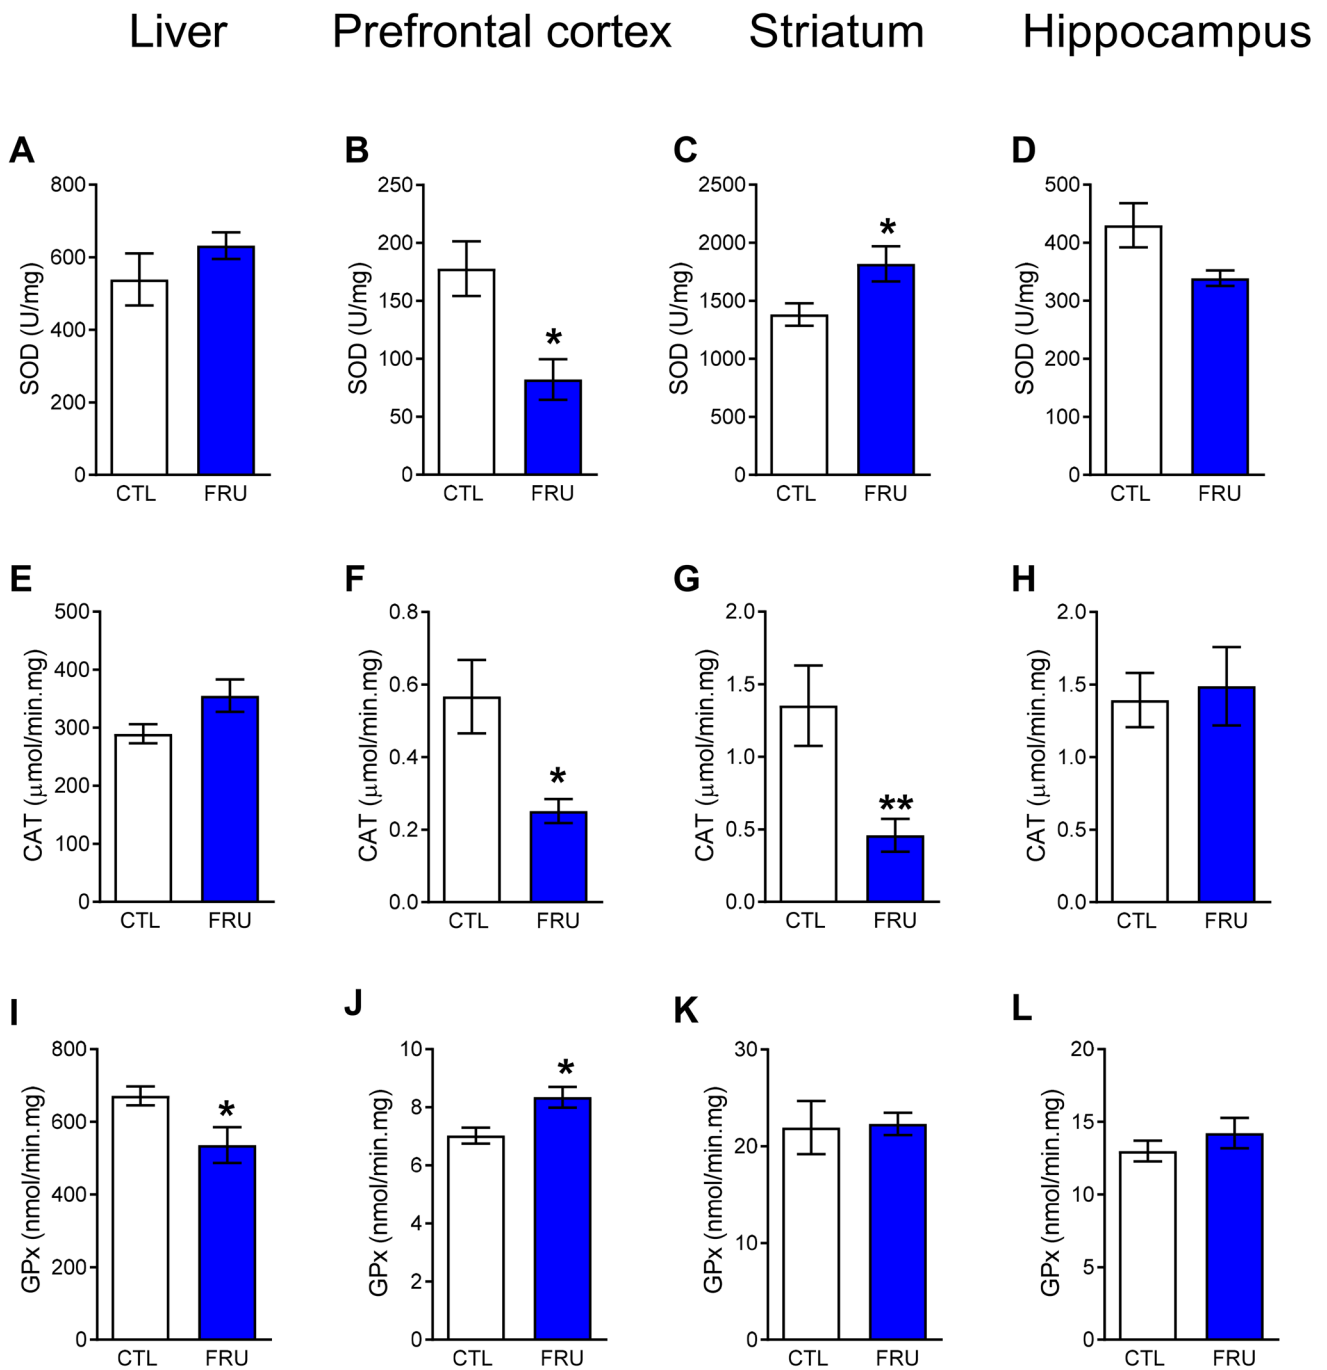 Liver Prefrontal cortex Striatum Hippocampus
A B C D
SOD (U/mg)
800
600
400
200
0
CTL FRU
SOD (U/mg)
250
200
150
100
50
0
*
CTL FRU
SOD (U/mg)
2500
2000
1500
1000
500
0
*
CTL FRU
SOD (U/mg)
500
400
300
200
100
0
CTL FRU
E F G H
CAT (μmol/min.mg)
500
400
300
200
100
0
CTL FRU
CAT (μmol/min.mg)
0.8
0.6
0.4
0.2
0.0
*
CTL FRU
CAT (μmol/min.mg)
2.0
1.5
1.0
0.5
0.0
**
CTL FRU
CAT (μmol/min.mg)
2.0
1.5
1.0
0.5
0.0
CTL FRU
I J K L
GPx (nmol/min.mg)
800
600
400
200
0
*
CTL FRU
GPx (nmol/min.mg)
10
8
6
4
2
0
*
CTL FRU
GPx (nmol/min.mg)
30
20
10
0
CTL FRU
GPx (nmol/min.mg)
20
15
10
5
0
CTL FRU